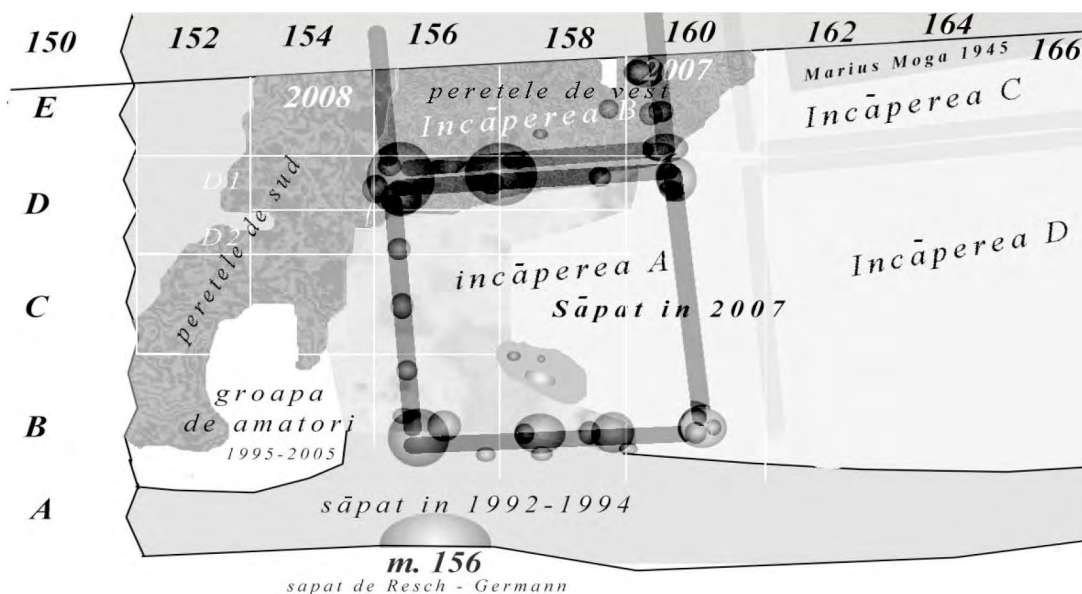 150 152 154 156 158 160 162 164 166
Marius Moga 1945
2008
2007
E
peretele de vest
Incāperea B
Incāperea C
D 1
D
D 2
peretele de sud
incāperea A
Incāperea D
C
Sāpat in 2007
groapa
de amatori
1995-2005
B
A
sāpat in 1992-1994
m. 156
sapat de Resch - Germann